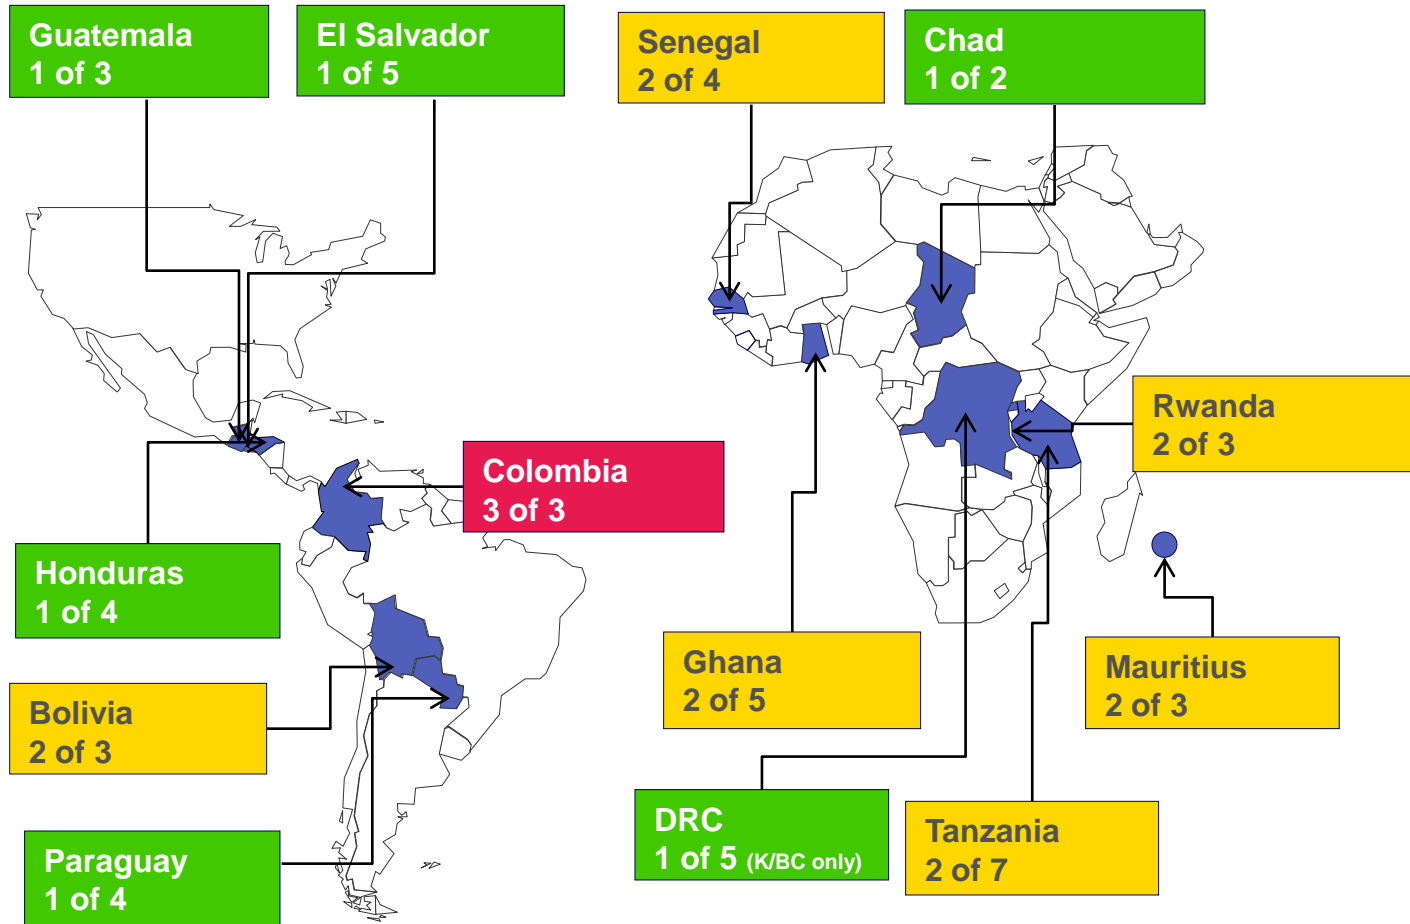 Guatemala
1 of 3
El Salvador
1 of 5
Senegal
2 of 4
Chad
1 of 2
Rwanda
2 of 3
Colombia
3 of 3
Honduras
1 of 4
Ghana
2 of 5
Mauritius
2 of 3
Bolivia
2 of 3
DRC
1 of 5 (K/BC only)
Tanzania
2 of 7
Paraguay
1 of 4